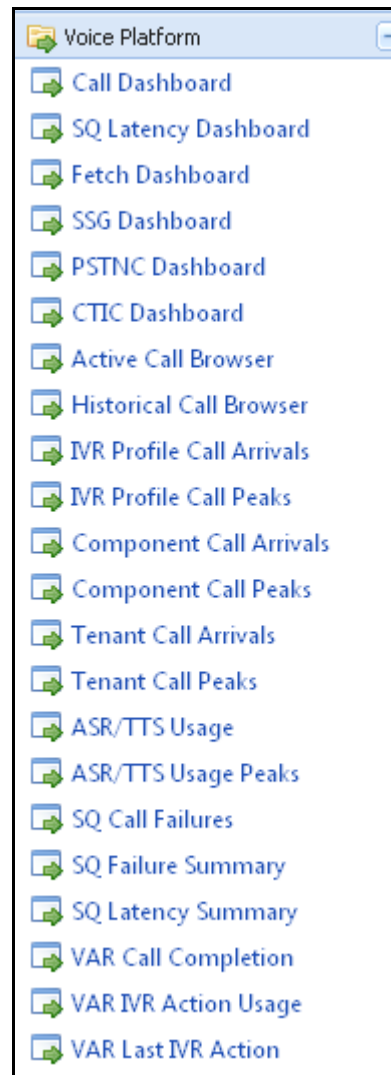 Voice Platform
Call Dashboard
SQ Latency Dashboard
Fetch Dashboard
SSG Dashboard
PSTNC Dashboard
CTIC Dashboard
Active Call Browser
Historical Call Browser
IVR Profile Call Arrivals
IVR Profile Call Peaks
Component Call Arrivals
Component Call Peaks
Tenant Call Arrivals
Tenant Call Peaks
ASR/TTS Usage
ASR/TTS Usage Peaks
SQ Call Failures
SQ Failure Summary
SQ Latency Summary
VAR Call Completion
VAR IVR Action Usage
VAR Last IVR Action